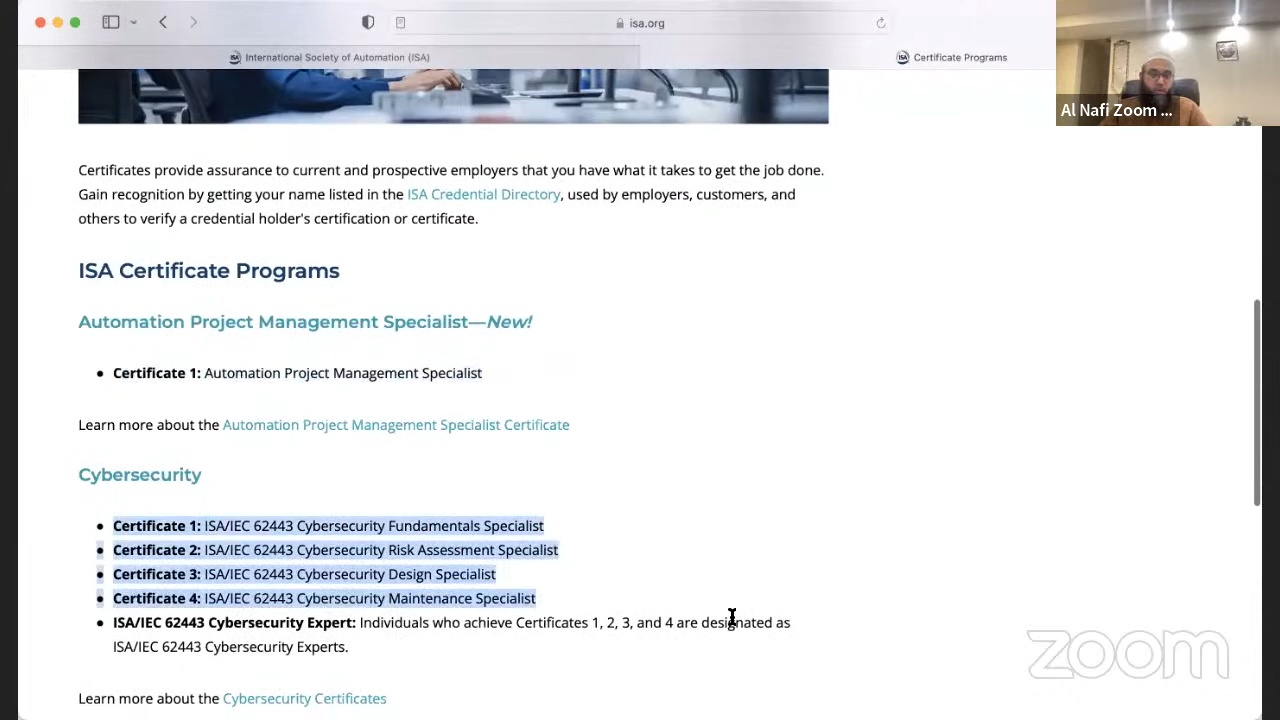 isa.org
International Society of Automation (ISA)
Certificate Programs
Al Nafi Zoom ...
Certificates provide assurance to current and prospective employers that you have what it takes to get the job done.
Gain recognition by getting your name listed in the ISA Credential Directory, used by employers, customers, and
others to verify a credential holder's certification or certificate.
ISA Certificate Programs
Automation Project Management Specialist—New!
• Certificate 1: Automation Project Management Specialist
Learn more about the Automation Project Management Specialist Certificate
Cybersecurity
• Certificate 1: ISA/IEC 62443 Cybersecurity Fundamentals Specialist
• Certificate 2: ISA/IEC 62443 Cybersecurity Risk Assessment Specialist
• Certificate 3: ISA/IEC 62443 Cybersecurity Design Specialist
• Certificate 4: ISA/IEC 62443 Cybersecurity Maintenance Specialist
• ISA/IEC 62443 Cybersecurity Expert: Individuals who achieve Certificates 1, 2, 3, and 4 are designated as
ISA/IEC 62443 Cybersecurity Experts.
Learn more about the Cybersecurity Certificates
zoom